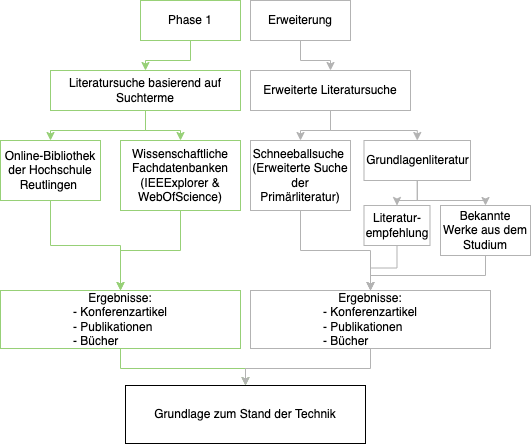 Phase 1
Erweiterung
Literatursuche basierend auf
Suchterme
Erweiterte Literatursuche
Online-Bibliothek
der Hochschule
Reutlingen
Wissenschaftliche
Fachdatenbanken
(IEEExplorer &
WebOfScience)
Schneeballsuche
(Erweiterte Suche
der
Primärliteratur)
Grundlagenliteratur
Literatur-
empfehlung
Bekannte
Werke aus dem
Studium
Ergebnisse:
- Konferenzartikel
- Publikationen
- Bücher
Ergebnisse:
- Konferenzartikel
- Publikationen
- Bücher
Grundlage zum Stand der Technik